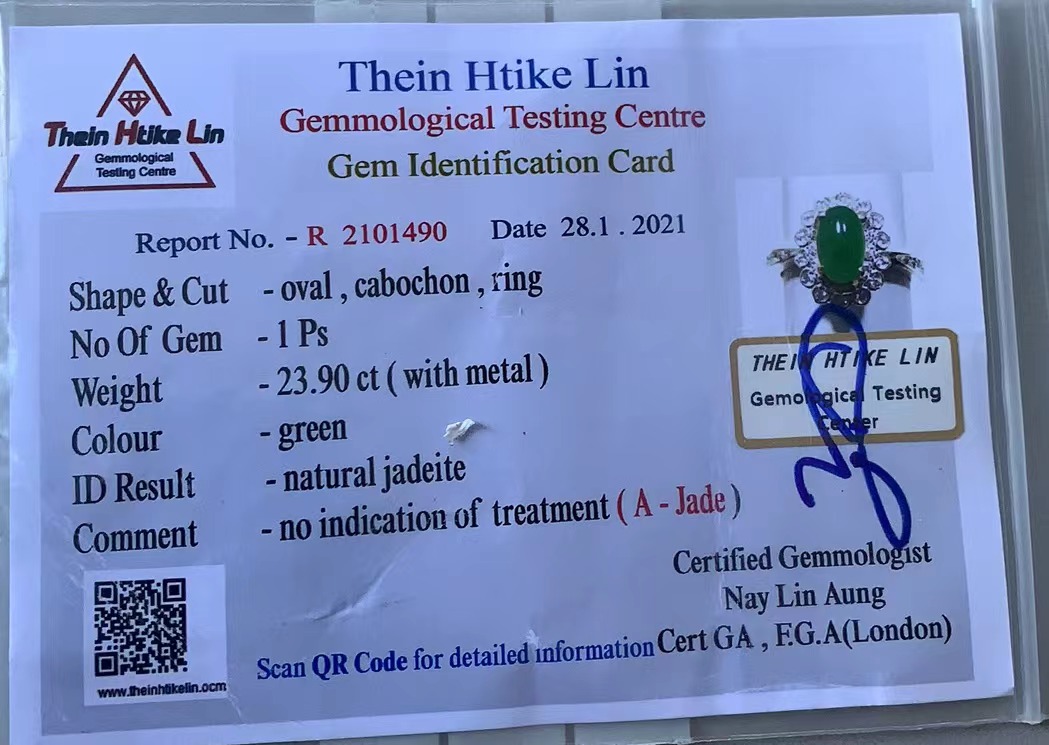 Thein Htike Lin
Gemmological
Testing Centre
Thein Htike Lin
Gemmological Testing Centre
Gem Identification Card
Report No. - R 2101490 Date 28.1 . 2021
Shape & Cut - oval , cabochon , ring
No Of Gem - 1 Ps
Weight - 23.90 ct ( with metal )
Colour - green
ID Result - natural jadeite
Comment - no indication of treatment ( A - Jade )
THEIN HTIKE LIN
Gemological Testing
Center
Certified Gemmologist
Nay Lin Aung
Cert GA , F.G.A(London)
Scan QR Code for detailed information
www.theinhtikelin.ocm